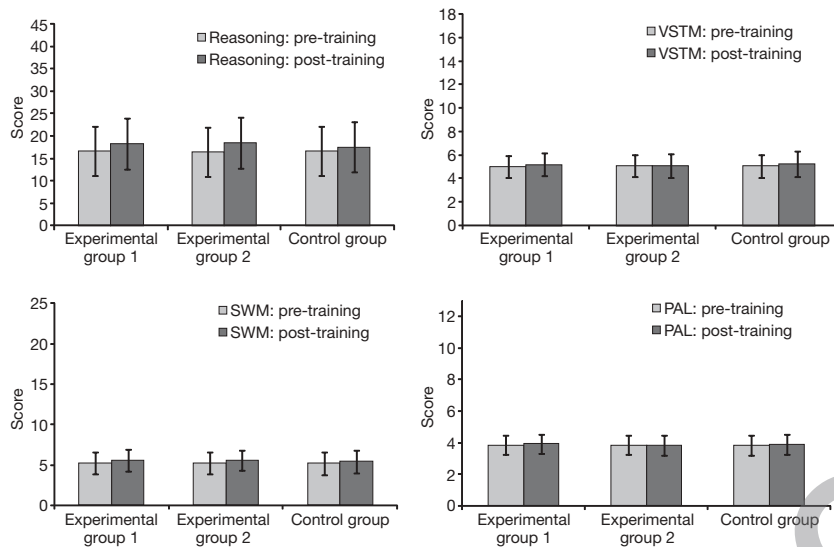 45
40
35
30
25
20
15
10
5
0
Score
Reasoning: pre-training
Reasoning: post-training
Experimental
group 1
Experimental
group 2
Control group
18
16
14
12
10
8
6
4
2
0
Score
VSTM: pre-training
VSTM: post-training
Experimental
group 1
Experimental
group 2
Control group
25
20
15
10
5
0
Score
SWM: pre-training
SWM: post-training
Experimental
group 1
Experimental
group 2
Control group
12
10
8
6
4
2
0
Score
PAL: pre-training
PAL: post-training
Experimental
group 1
Experimental
group 2
Control group